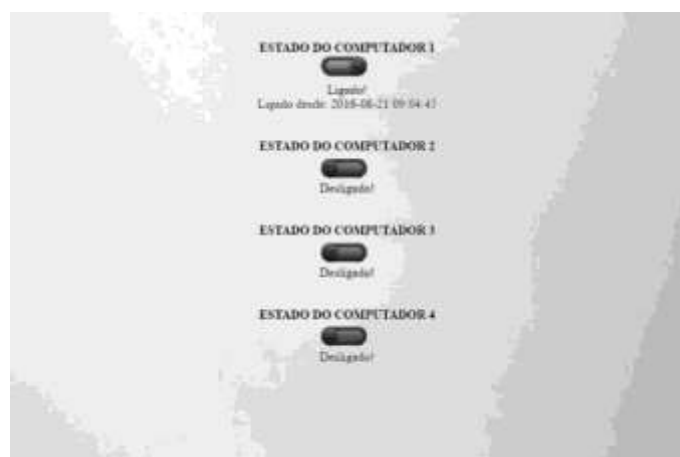 ESTADO DO COMPUTADOR 1
Ligado!
Ligado desde: 2016-06-21 09:04:45
ESTADO DO COMPUTADOR 2
Desligado!
ESTADO DO COMPUTADOR 3
Desligado!
ESTADO DO COMPUTADOR 4
Desligado!